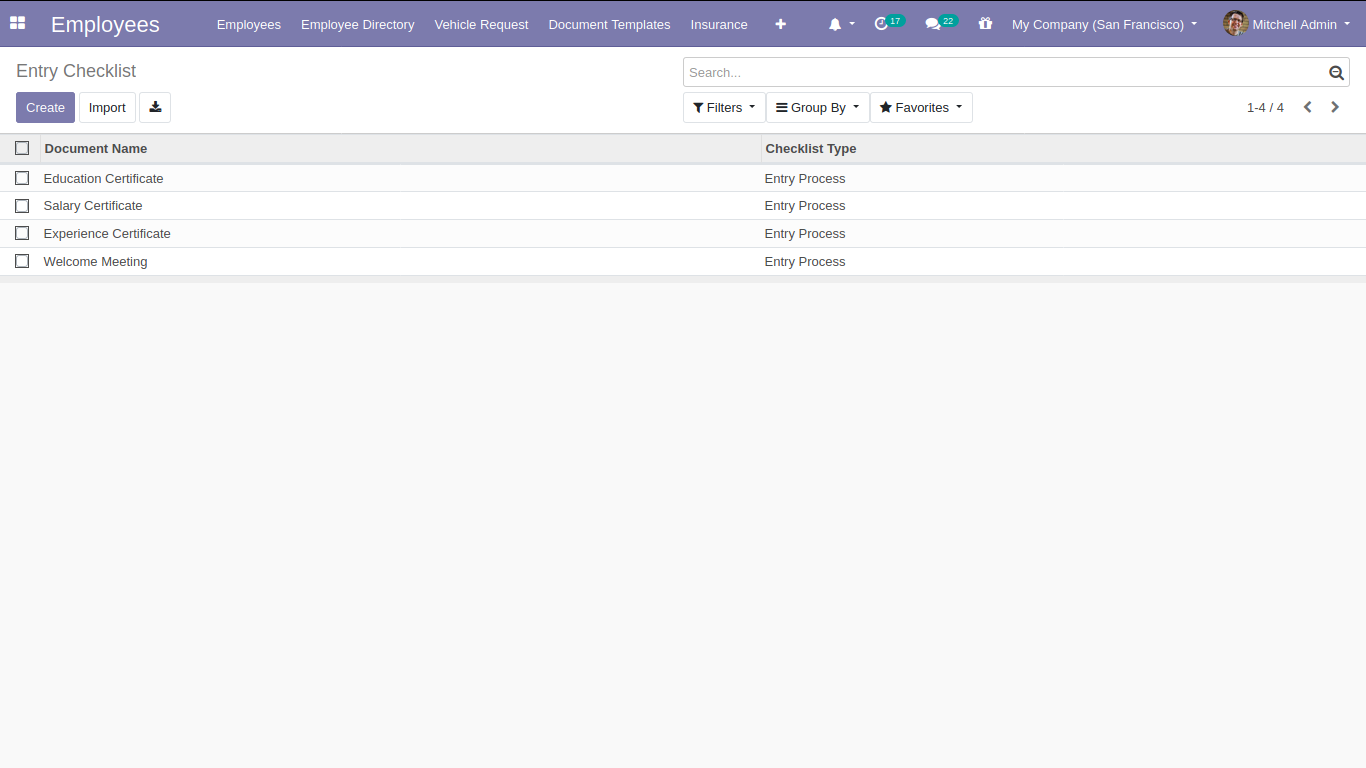 Employees Employees Employee Directory Vehicle Request Document Templates Insurance 17 22 My Company (San Francisco) Mitchell Admin
Entry Checklist Search...
Create Import Filters Group By Favorites 1-4 / 4
Document Name Checklist Type
Education Certificate Entry Process
Salary Certificate Entry Process
Experience Certificate Entry Process
Welcome Meeting Entry Process